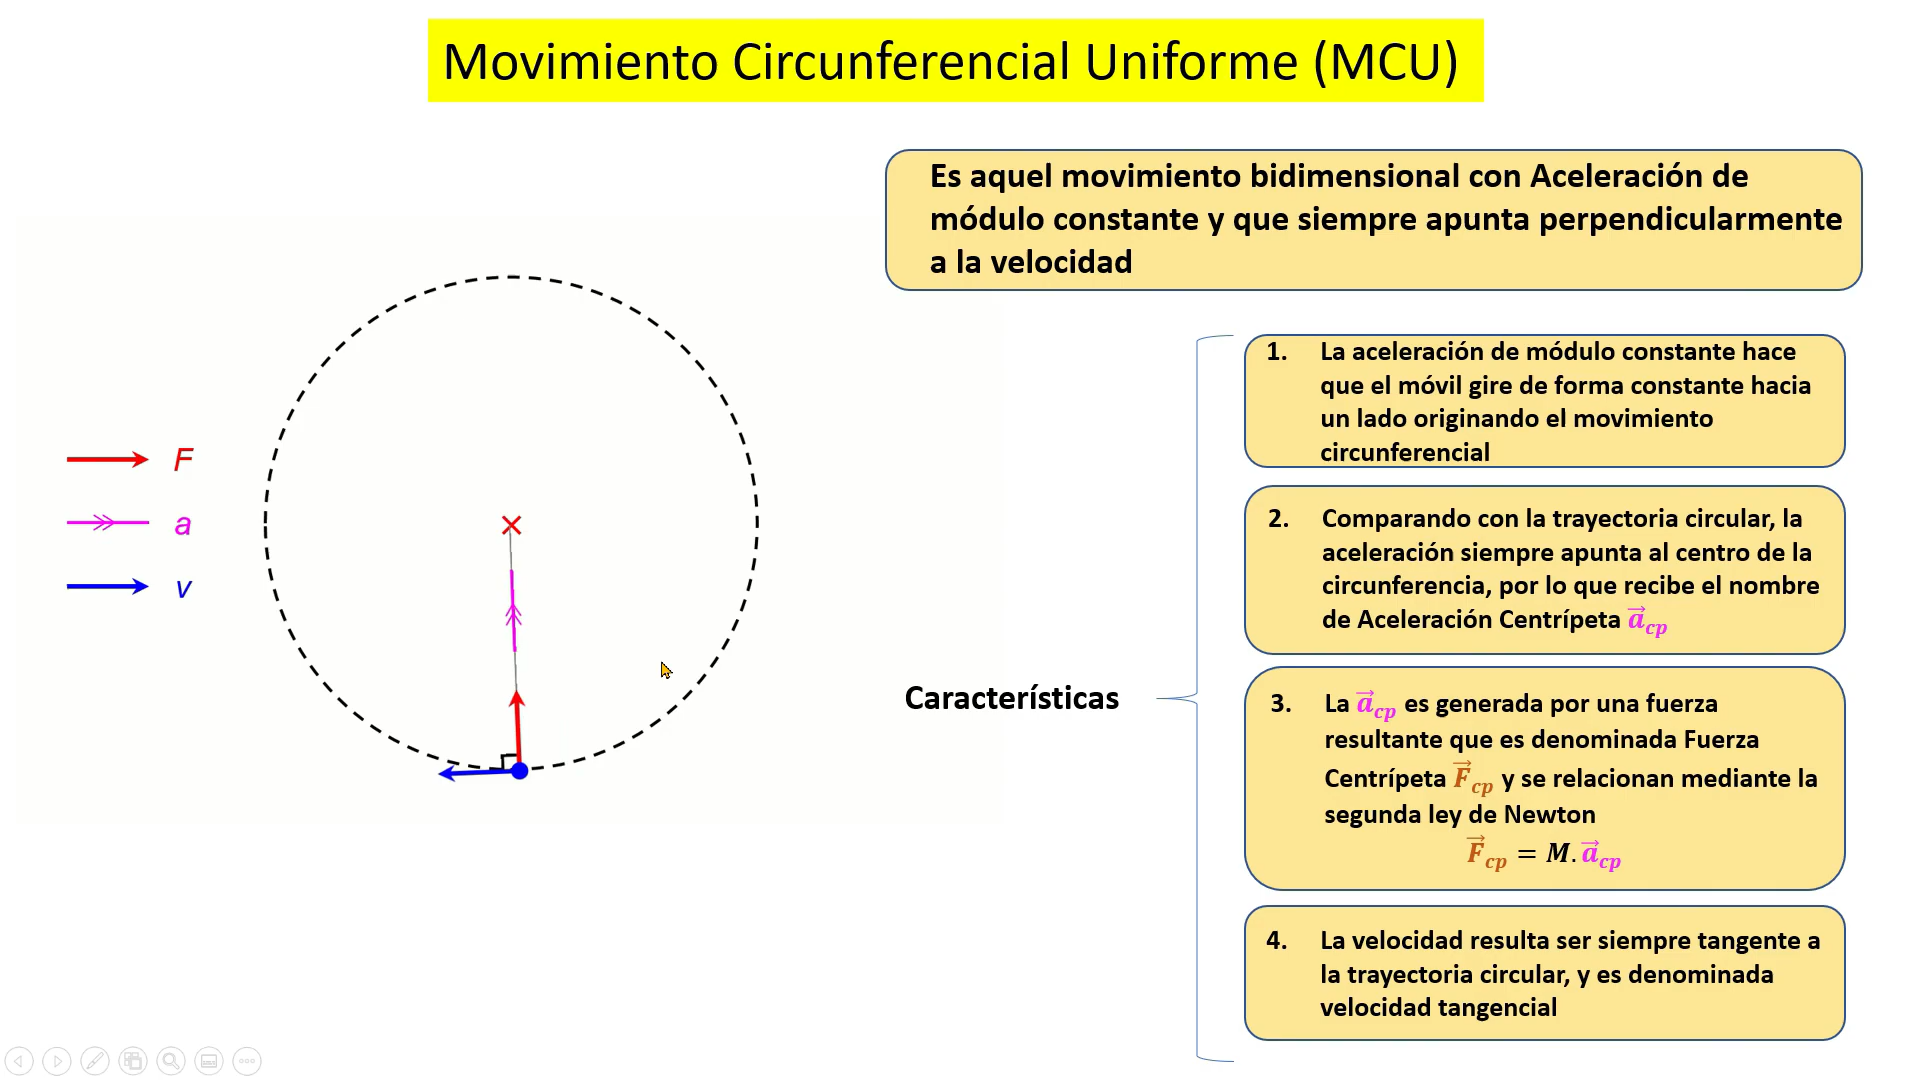 Movimiento Circunferencial Uniforme (MCU)
Es aquel movimiento bidimensional con Aceleración de
módulo constante y que siempre apunta perpendicularmente
a la velocidad
F
a
v
Características
1. La aceleración de módulo constante hace
que el móvil gire de forma constante hacia
un lado originando el movimiento
circunferencial
2. Comparando con la trayectoria circular, la
aceleración siempre apunta al centro de la
circunferencia, por lo que recibe el nombre
de Aceleración Centrípeta $\vec{a}_{cp}$
3. La $\vec{a}_{cp}$ es generada por una fuerza
resultante que es denominada Fuerza
Centrípeta $\vec{F}_{cp}$ y se relacionan mediante la
segunda ley de Newton
$\vec{F}_{cp} = M.\vec{a}_{cp}$
4. La velocidad resulta ser siempre tangente a
la trayectoria circular, y es denominada
velocidad tangencial